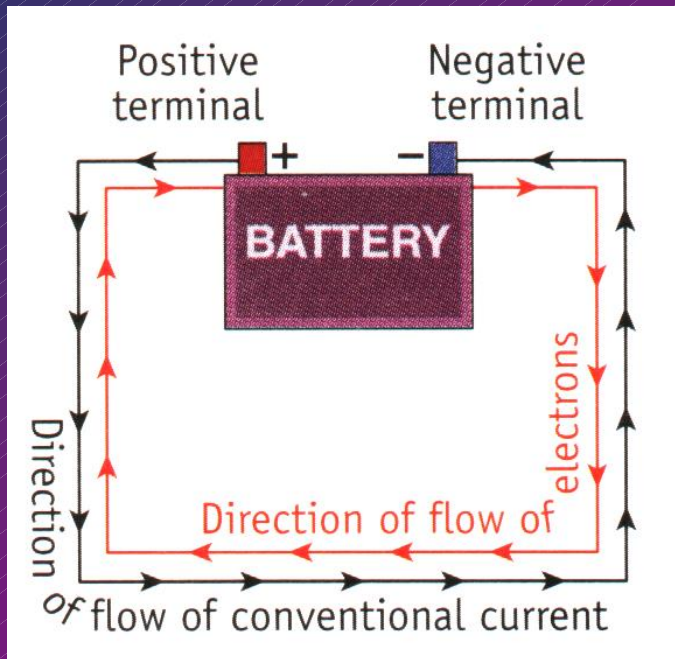 Positive
terminal
Negative
terminal
+
−
BATTERY
Direction of flow of electrons
Direction of flow of conventional current